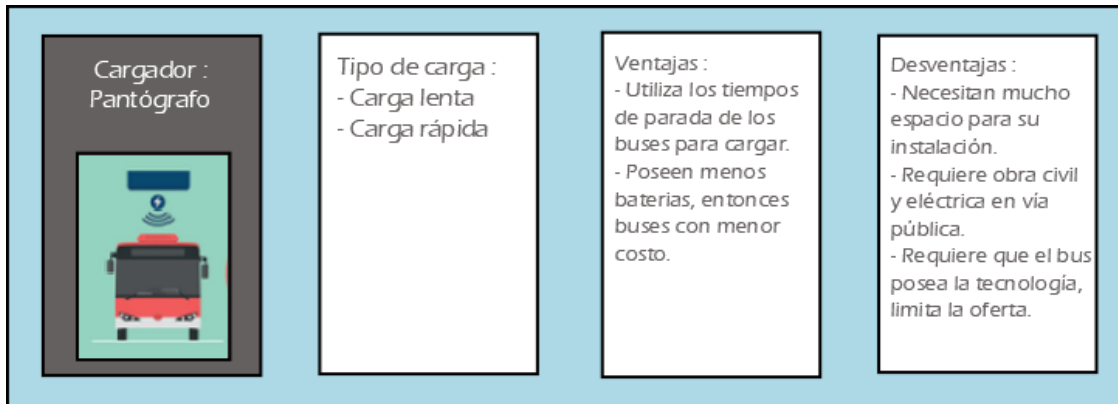 Cargador :
Pantógrafo
Tipo de carga :
- Carga lenta
- Carga rápida
Ventajas :
- Utiliza los tiempos
de parada de los
buses para cargar.
- Poseen menos
baterias, entonces
buses con menor
costo.
Desventajas :
- Necesitan mucho
espacio para su
instalación.
- Requiere obra civil
y eléctrica en vía
pública.
- Requiere que el bus
posea la tecnología,
limita la oferta.